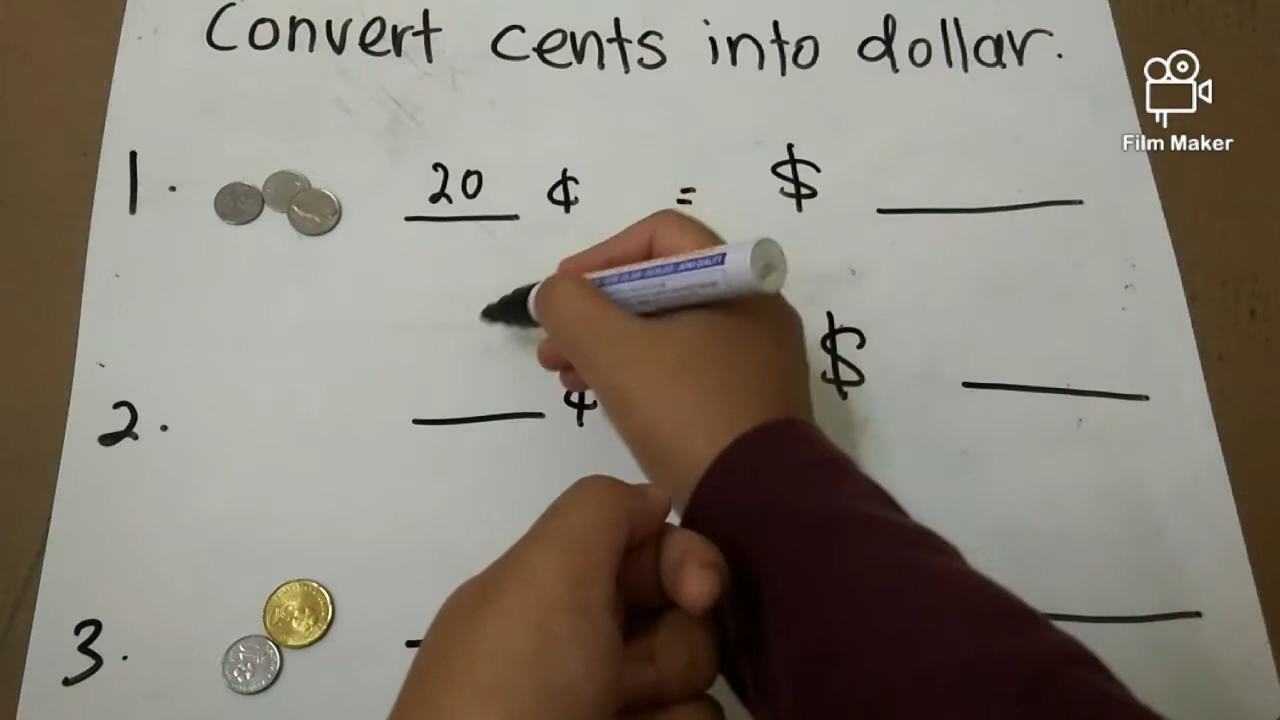 Convert cents into dollar.
Film Maker
1. 20 ¢ = $
2. ¢ $
3.